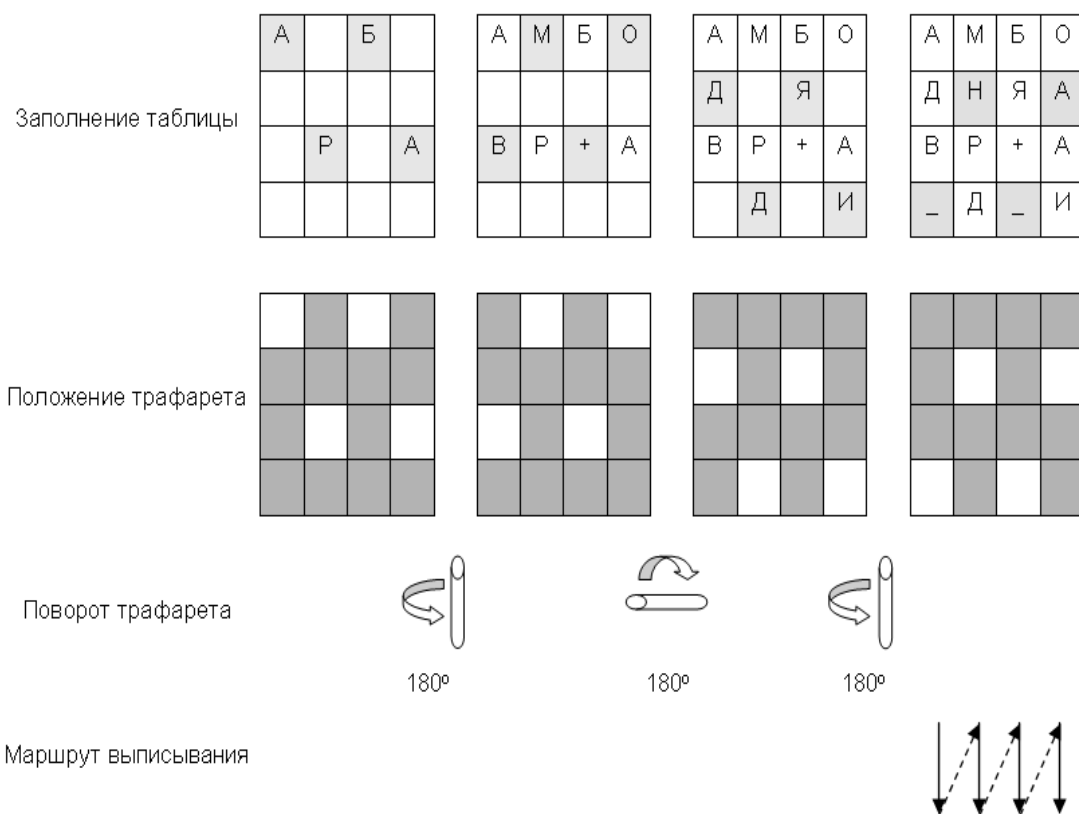 А Б А М Б О А М Б О А М Б О
Д Я Д Н Я А
Заполнение таблицы
Р А В Р + А В Р + А В Р + А
Д И _ Д _ И
Положение трафарета
Поворот трафарета
180º 180º 180º
Маршрут выписывания